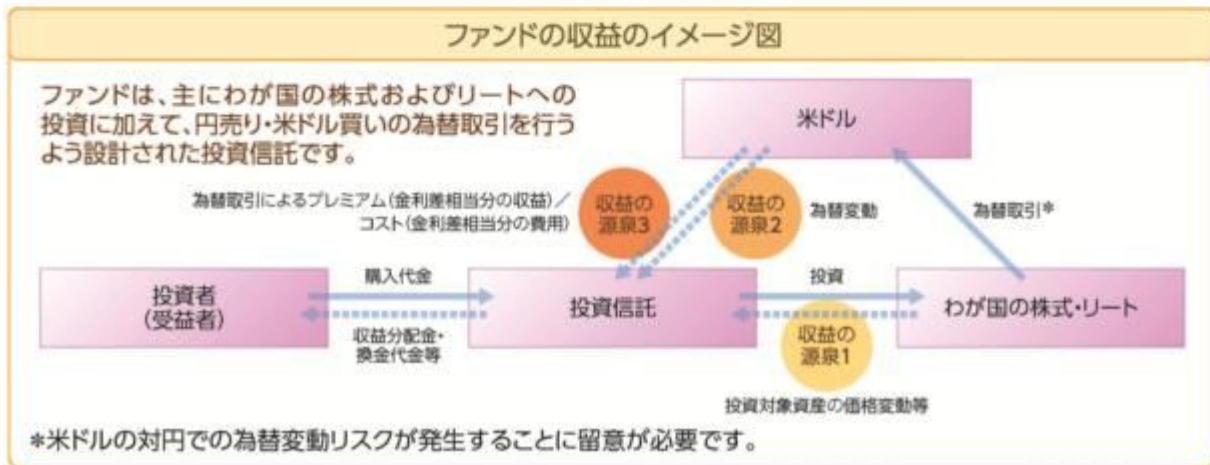 ファンドの収益のイメージ図
ファンドは、主にわが国の株式およびリートへの
投資に加えて、円売り・米ドル買いの為替取引を行う
よう設計された投資信託です。
米ドル
為替取引によるプレミアム(金利差相当分の収益)／
コスト(金利差相当分の費用)
収益の
源泉3
収益の
源泉2
為替変動
為替取引*
投資者
(受益者)
購入代金
収益分配金・
換金代金等
投資信託
投資
収益の
源泉1
わが国の株式・リート
投資対象資産の価格変動等
*米ドルの対円での為替変動リスクが発生することに留意が必要です。